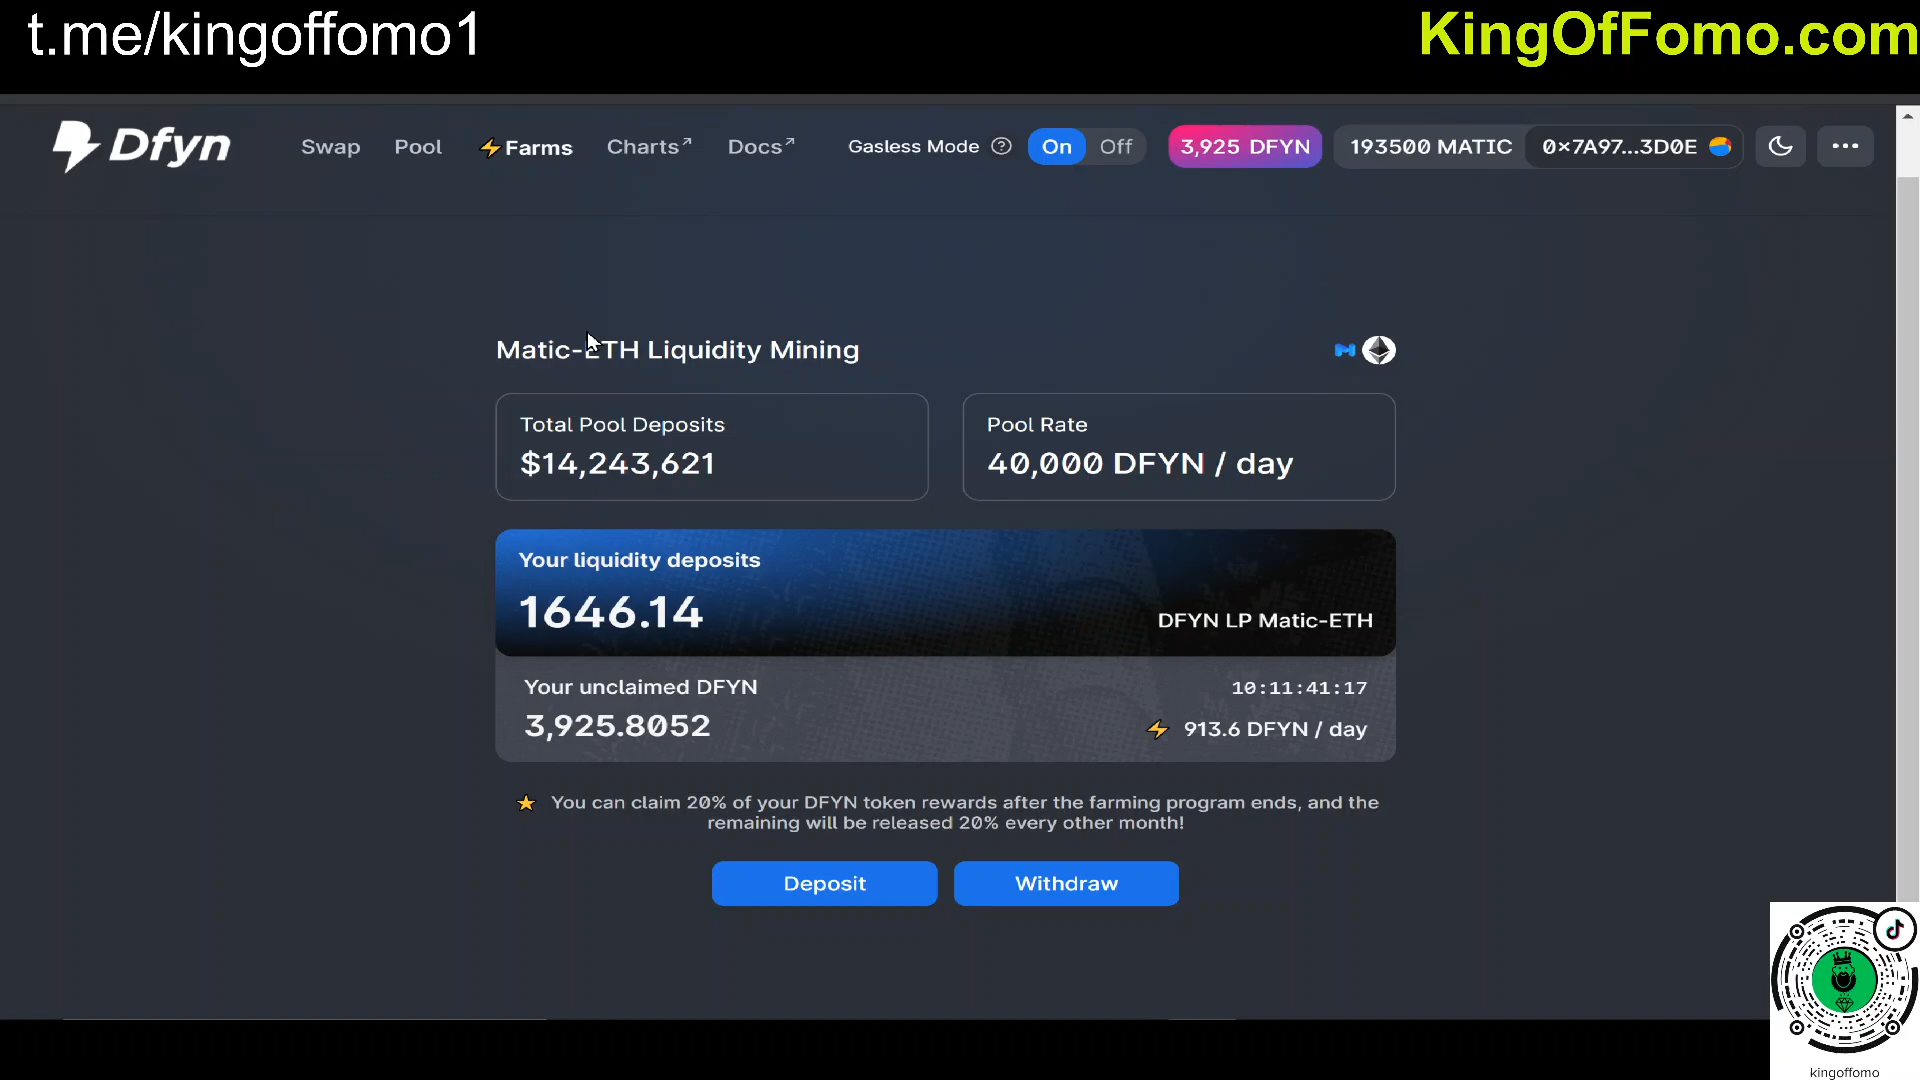 t.me/kingoffomo1
KingOfFomo.com
Dfyn
Swap
Pool
Farms
Charts↗
Docs↗
Gasless Mode
?
On
Off
3,925 DFYN
193500 MATIC
0x7A97...3D0E
Matic-ETH Liquidity Mining
Total Pool Deposits
$14,243,621
Pool Rate
40,000 DFYN / day
Your liquidity deposits
1646.14
DFYN LP Matic-ETH
Your unclaimed DFYN
10:11:41:17
3,925.8052
913.6 DFYN / day
You can claim 20% of your DFYN token rewards after the farming program ends, and the
remaining will be released 20% every other month!
Deposit
Withdraw
kingoffomo